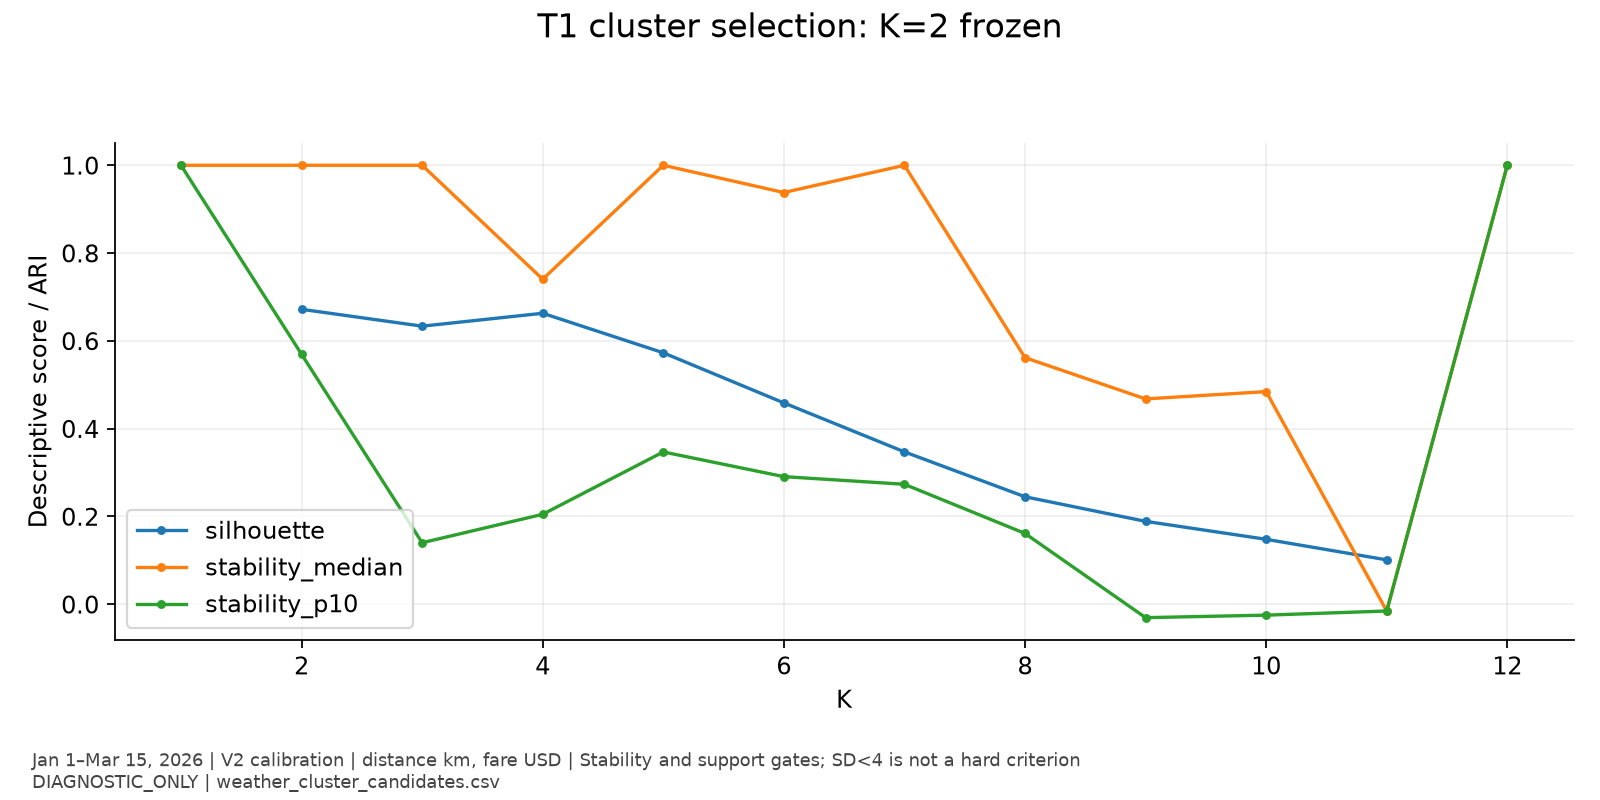 T1 cluster selection: K=2 frozen
Descriptive score / ARI
1.0
0.8
0.6
0.4
0.2
0.0
silhouette
stability_median
stability_p10
2 4 6 8 10 12
K
Jan 1–Mar 15, 2026 | V2 calibration | distance km, fare USD | Stability and support gates; SD<4 is not a hard criterion
DIAGNOSTIC_ONLY | weather_cluster_candidates.csv